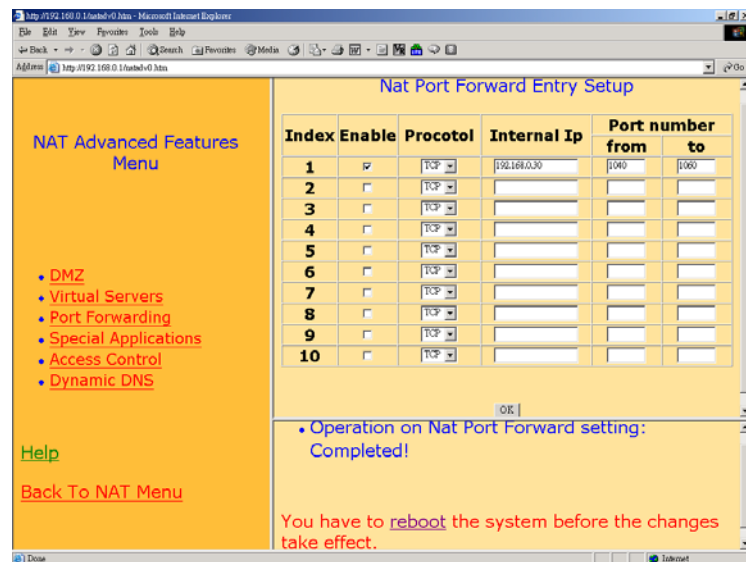 http://192.168.0.1/natadv0.htm - Microsoft Internet Explorer
File Edit View Favorites Tools Help
Back Search Favorites Media
Address http://192.168.0.1/natadv0.htm Go
NAT Advanced Features
Menu
DMZ
Virtual Servers
Port Forwarding
Special Applications
Access Control
Dynamic DNS
Help
Back To NAT Menu
Nat Port Forward Entry Setup
Index Enable Procotol Internal Ip Port number
from to
1 TCP 192.168.0.30 1040 1060
2 TCP
3 TCP
4 TCP
5 TCP
6 TCP
7 TCP
8 TCP
9 TCP
10 TCP
OK
Operation on Nat Port Forward setting:
Completed!
You have to reboot the system before the changes
take effect.
Done Internet